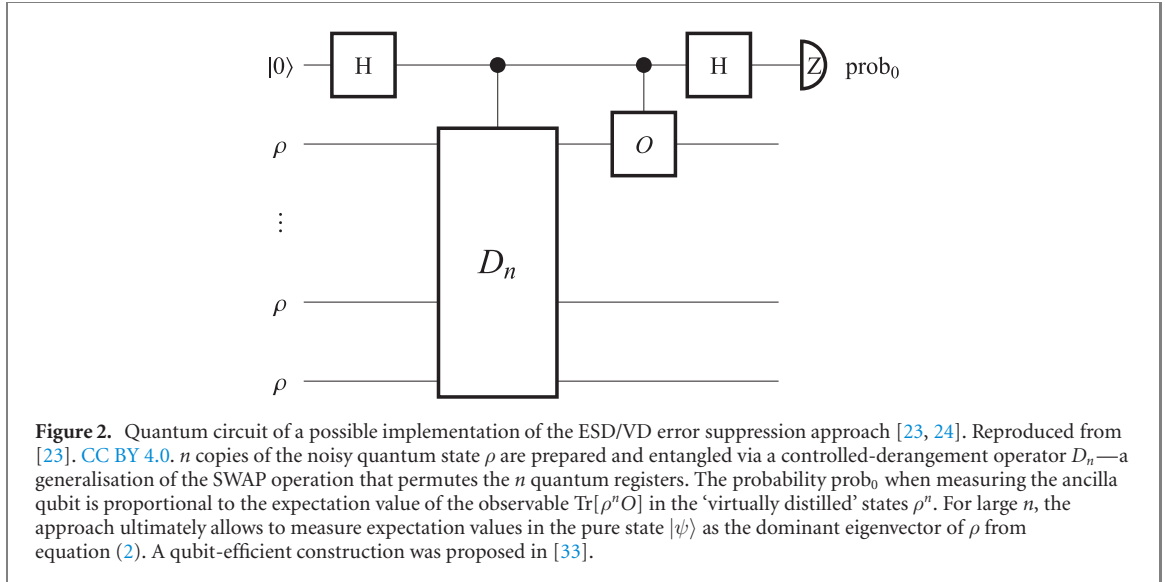 |0⟩ H H Z prob₀
ρ O
⋮
Dₙ
ρ
ρ
Figure 2. Quantum circuit of a possible implementation of the ESD/VD error suppression approach [23, 24]. Reproduced from
[23]. CC BY 4.0. n copies of the noisy quantum state ρ are prepared and entangled via a controlled-derangement operator Dₙ—a
generalisation of the SWAP operation that permutes the n quantum registers. The probability prob₀ when measuring the ancilla
qubit is proportional to the expectation value of the observable Tr[ρⁿO] in the ‘virtually distilled’ states ρⁿ. For large n, the
approach ultimately allows to measure expectation values in the pure state |ψ⟩ as the dominant eigenvector of ρ from
equation (2). A qubit-efficient construction was proposed in [33].